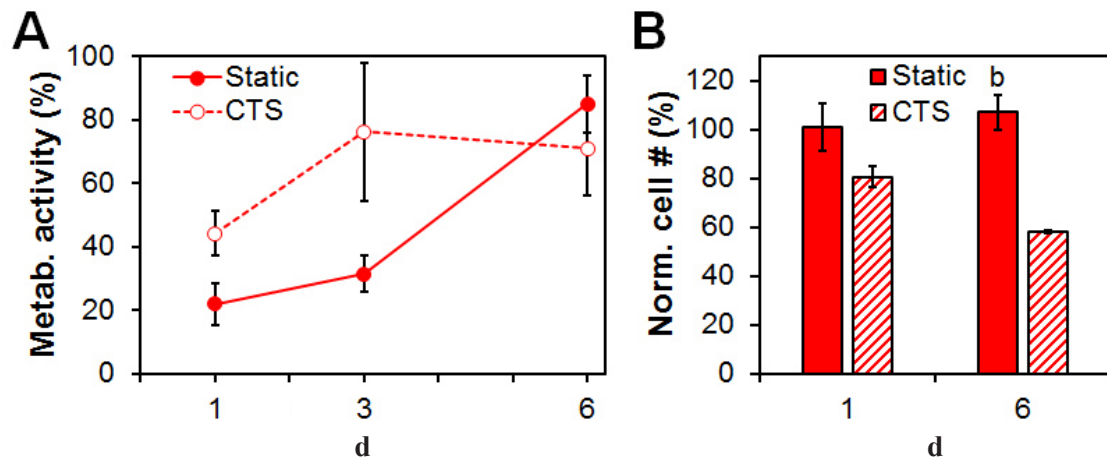 A
Metab. activity (%)
100
80
60
40
20
0
Static
CTS
1 3 6
d
B
Norm. cell # (%)
120
100
80
60
40
20
0
Static
CTS
b
1 6
d